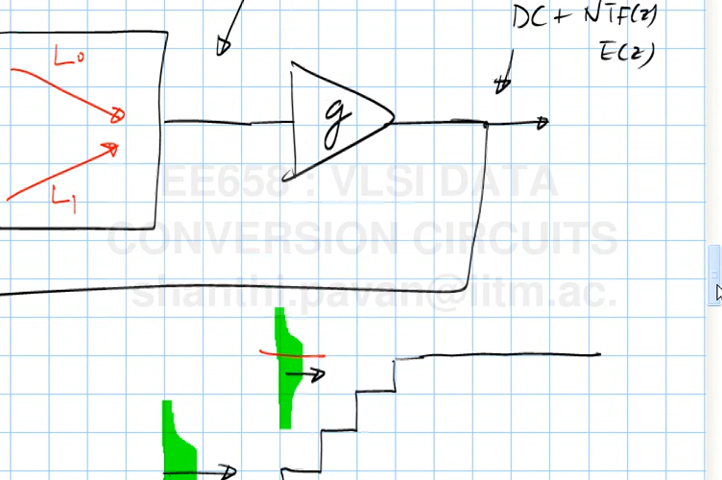 DC + NTF(z)
E(z)
L0
g
L1
EE658 : VLSI DATA
CONVERSION CIRCUITS
shanthi.pavan@iitm.ac.